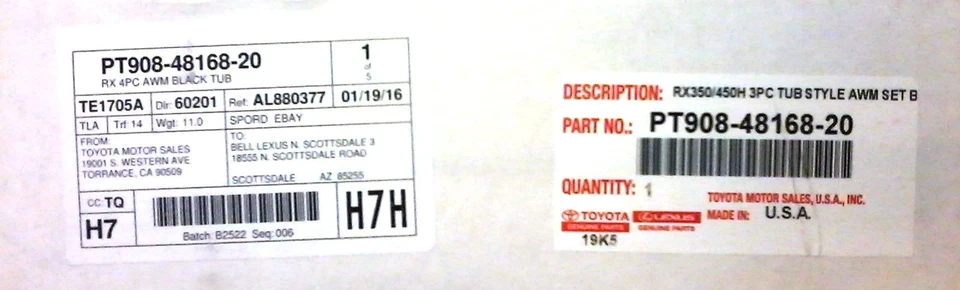 PT908-48168-20
RX 4PC AWM BLACK TUB
1
of
5
TE1705A Dlr: 60201 Ref: AL880377 01/19/16
TLA Trf: 14 Wgt: 11.0 SPORD EBAY
FROM:
TOYOTA MOTOR SALES
19001 S. WESTERN AVE
TORRANCE, CA 90509
TO:
BELL LEXUS N. SCOTTSDALE 3
18555 N. SCOTTSDALE ROAD
SCOTTSDALE AZ 85255
CC: TQ
H7
Batch: B2522 Seq: 006
H7H
DESCRIPTION: RX350/450H 3PC TUB STYLE AWM SET B
PART NO.: PT908-48168-20
QUANTITY: 1
TOYOTA MOTOR SALES, U.S.A., INC.
MADE IN: U.S.A.
TOYOTA
GENUINE PARTS
LEXUS
GENUINE PARTS
19K5